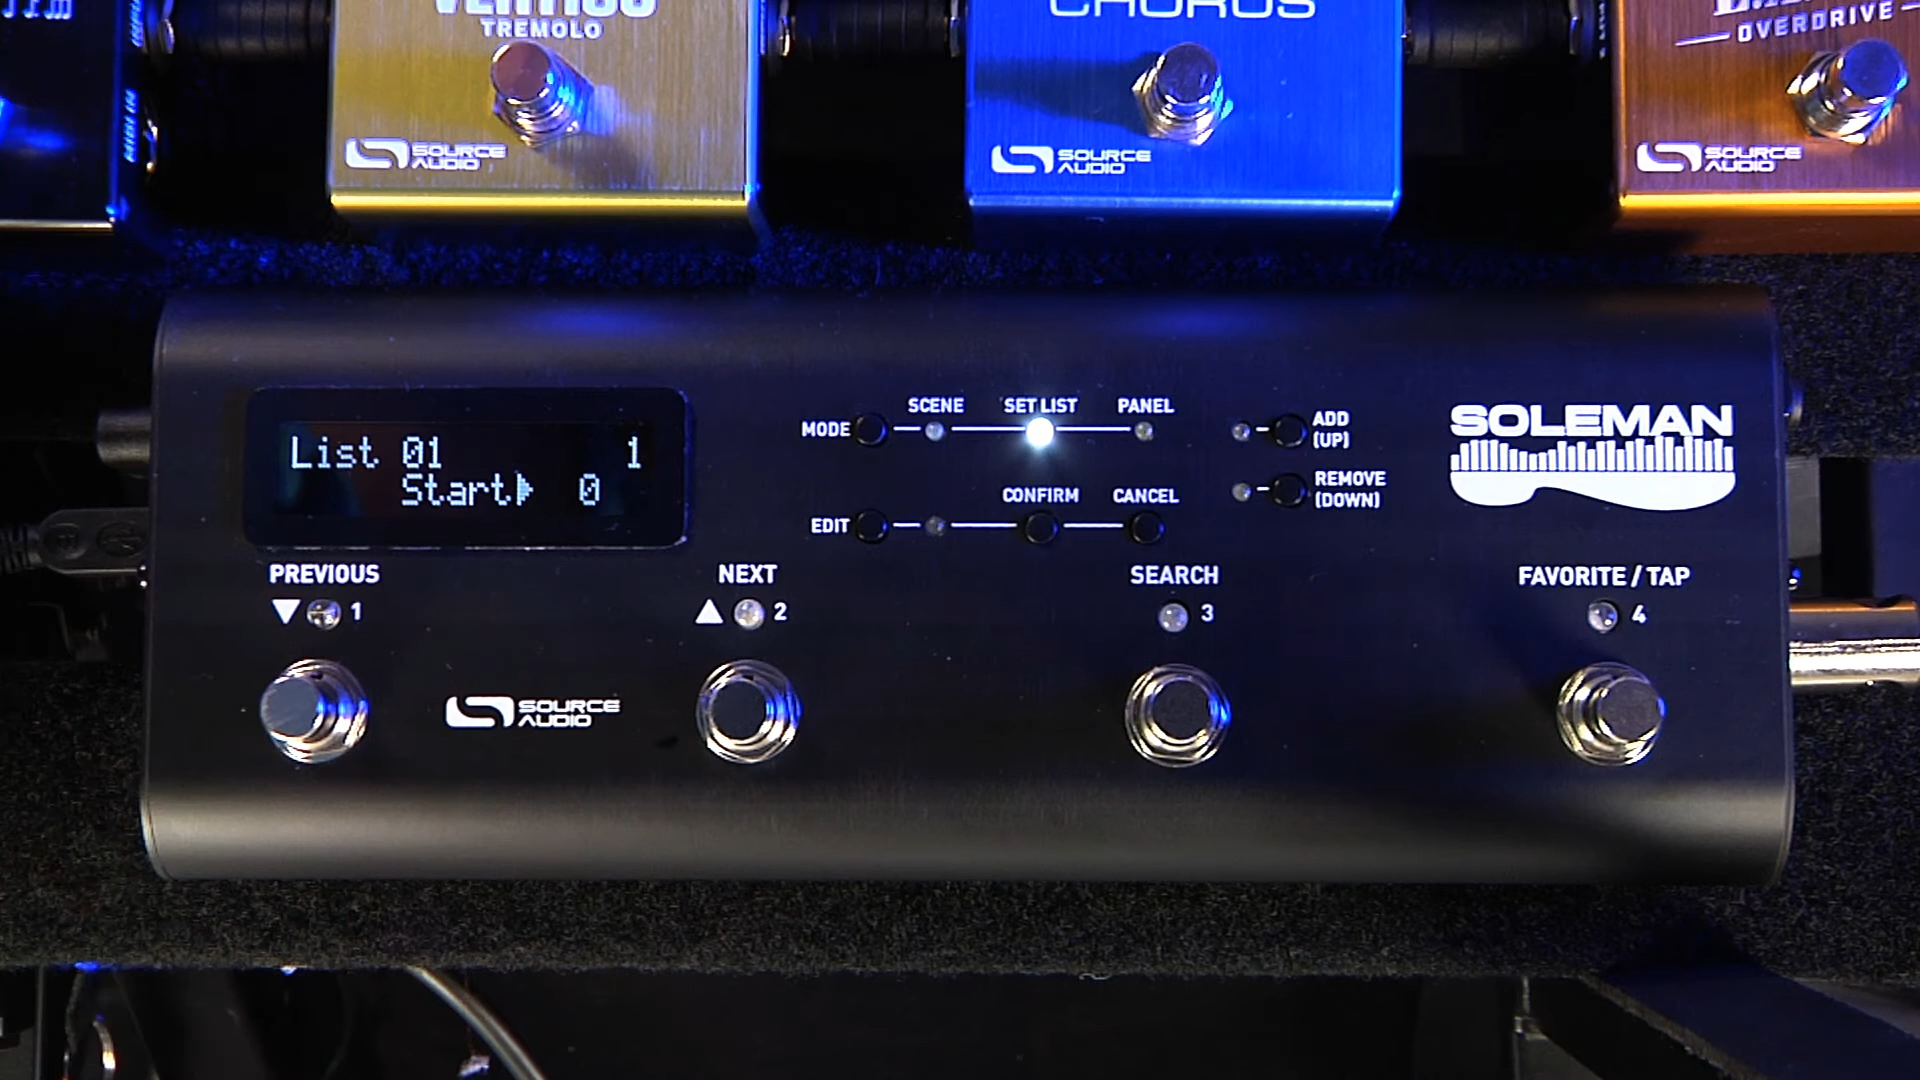 TREMOLO
SOURCE
AUDIO
CHORUS
SOURCE
AUDIO
OVERDRIVE
SOURCE
AUDIO
List 01 1
Start 0
MODE
SCENE
SET LIST
PANEL
ADD
(UP)
REMOVE
(DOWN)
EDIT
CONFIRM
CANCEL
SOLEMAN
PREVIOUS
1
NEXT
2
SEARCH
3
FAVORITE / TAP
4
SOURCE
AUDIO